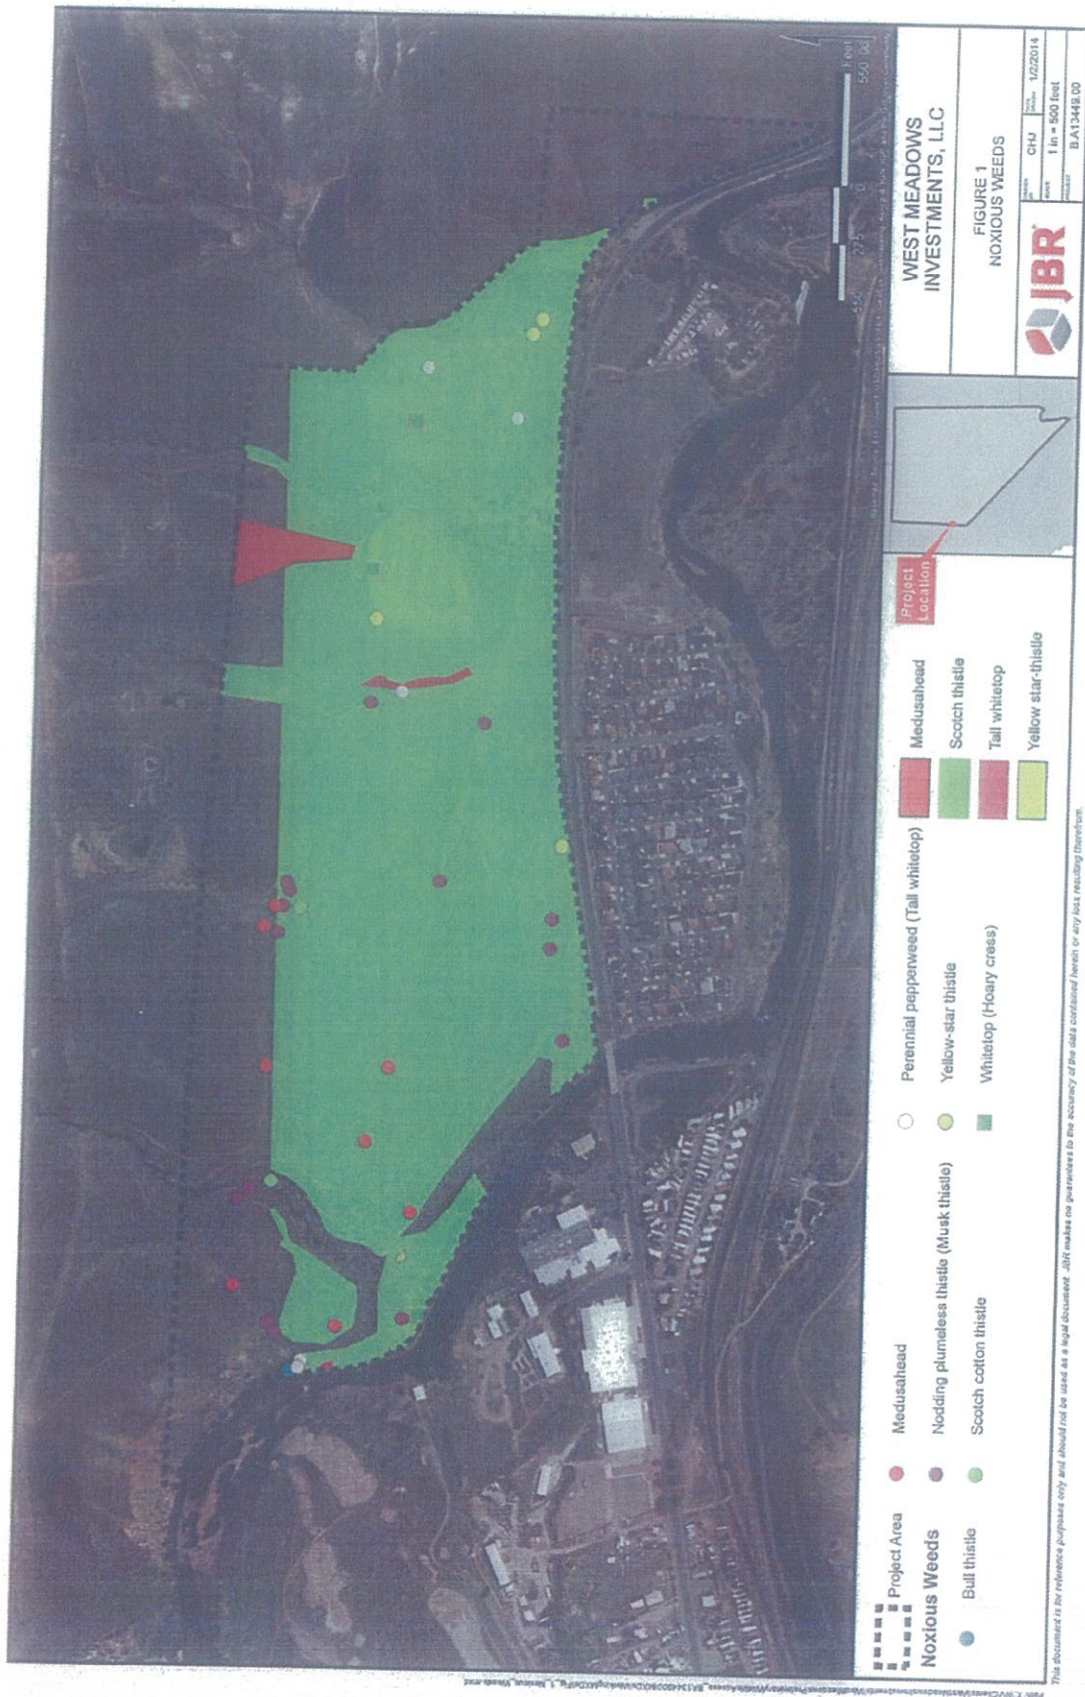 Feet
550
275
0
550
Project Area
Noxious Weeds
Bull thistle
Medusahead
Nodding plumeless thistle (Musk thistle)
Scotch cotton thistle
Perennial pepperweed (Tall whitetop)
Yellow-star thistle
Whitetop (Hoary cress)
Medusahead
Scotch thistle
Tall whitetop
Yellow star-thistle
Project
Location
WEST MEADOWS
INVESTMENTS, LLC
FIGURE 1
NOXIOUS WEEDS
JBR
CHJ
1/2/2014
1 in = 500 feet
B.A13449.00
This document is for reference purposes only and should not be used as a legal document. JBR makes no guarantees to the accuracy of the data contained herein or any loss resulting therefrom.